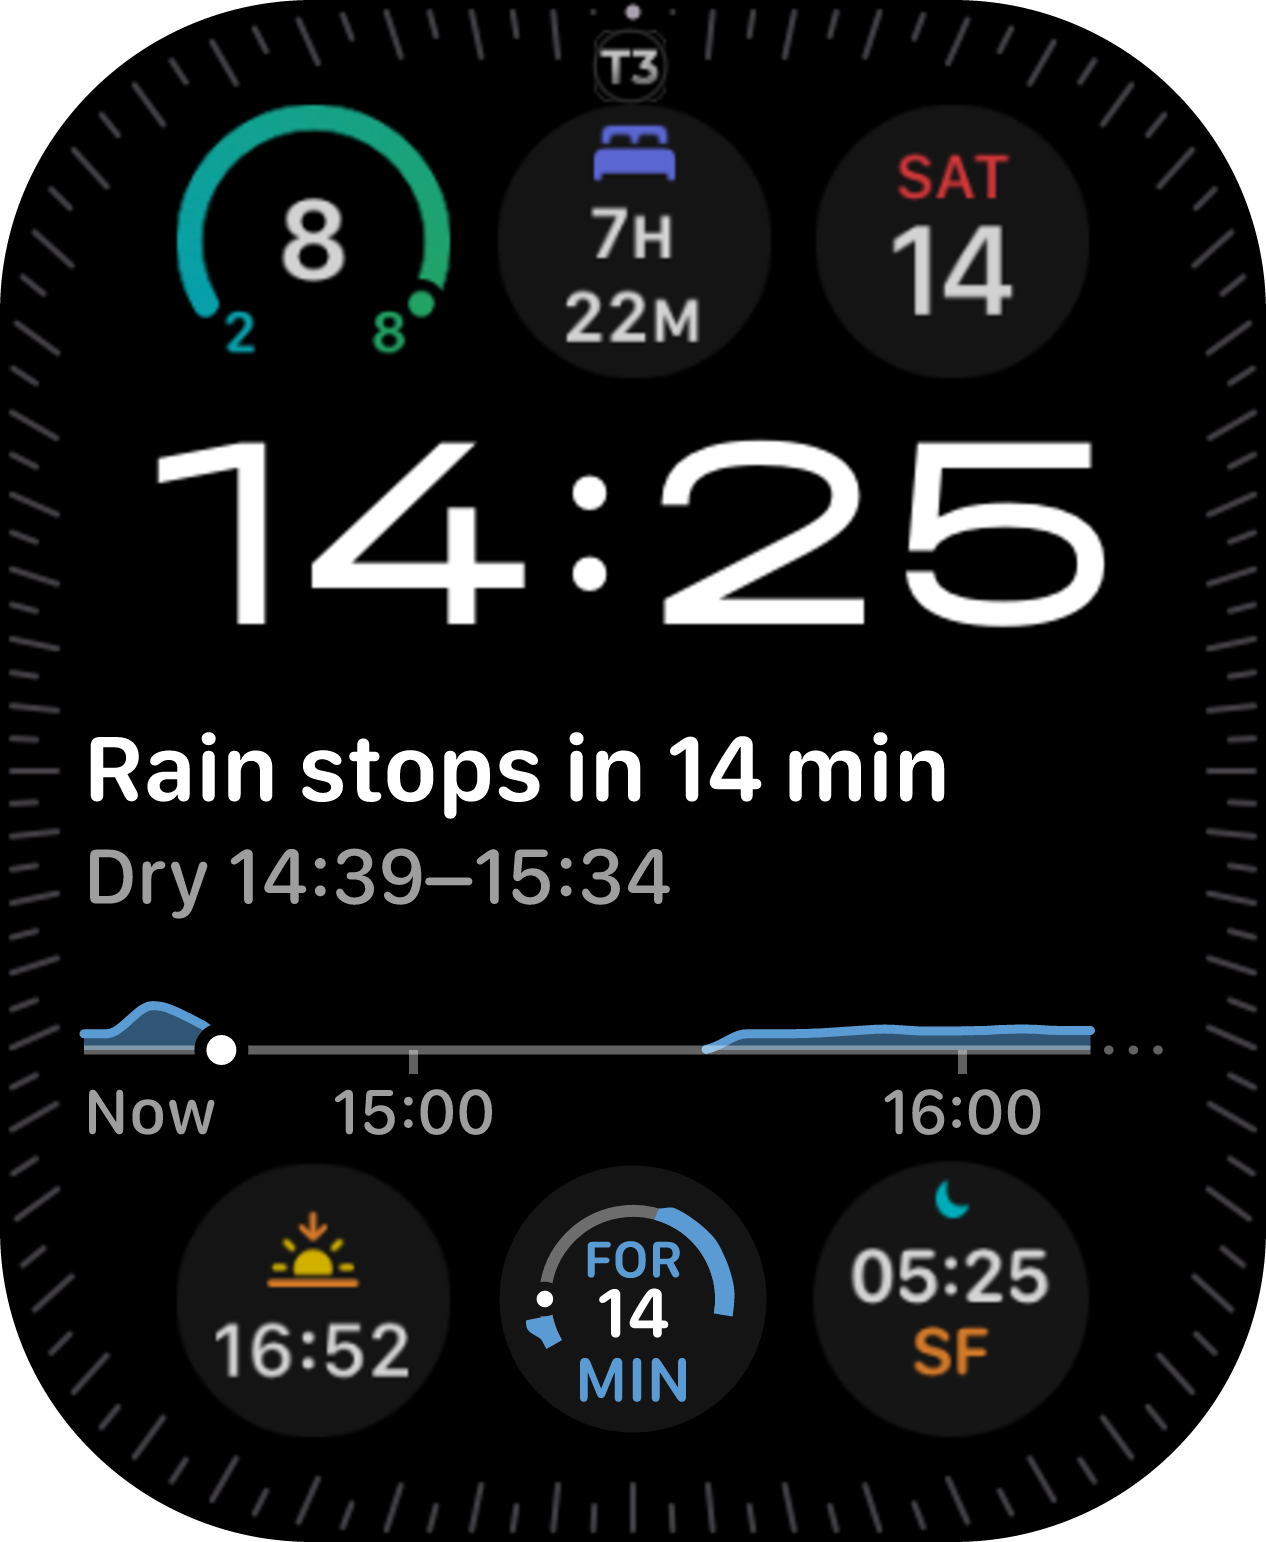 T3
8
2 8
7H
22M
SAT
14
14:25
Rain stops in 14 min
Dry 14:39–15:34
Now 15:00 16:00
16:52
FOR
14
MIN
05:25
SF